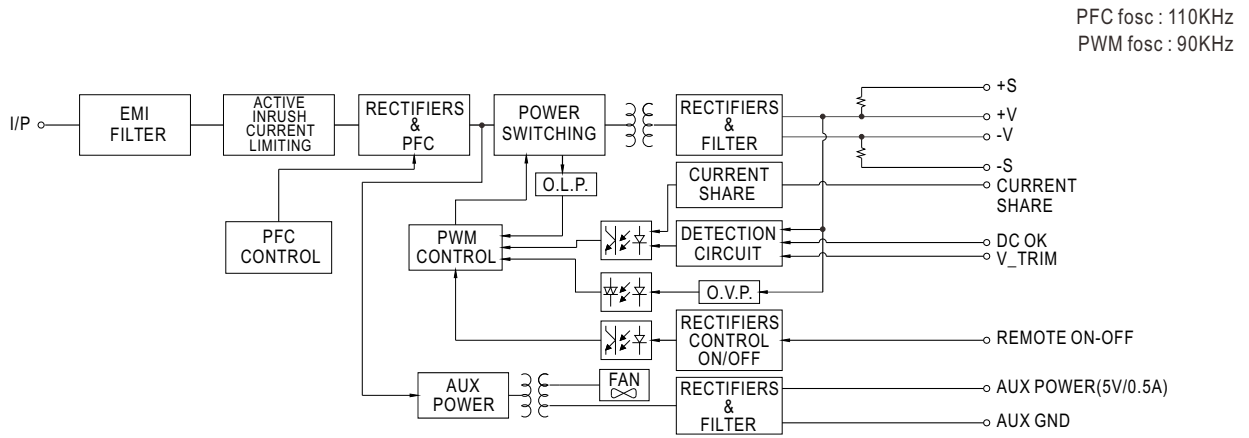 PFC fosc : 110KHz
PWM fosc : 90KHz
I/P
EMI
FILTER
ACTIVE
INRUSH
CURRENT
LIMITING
RECTIFIERS
&
PFC
POWER
SWITCHING
RECTIFIERS
&
FILTER
+S
+V
-V
-S
O.L.P.
CURRENT
SHARE
CURRENT
SHARE
PFC
CONTROL
PWM
CONTROL
DETECTION
CIRCUIT
DC OK
V_TRIM
O.V.P.
RECTIFIERS
CONTROL
ON/OFF
REMOTE ON-OFF
AUX
POWER
FAN
RECTIFIERS
&
FILTER
AUX POWER(5V/0.5A)
AUX GND